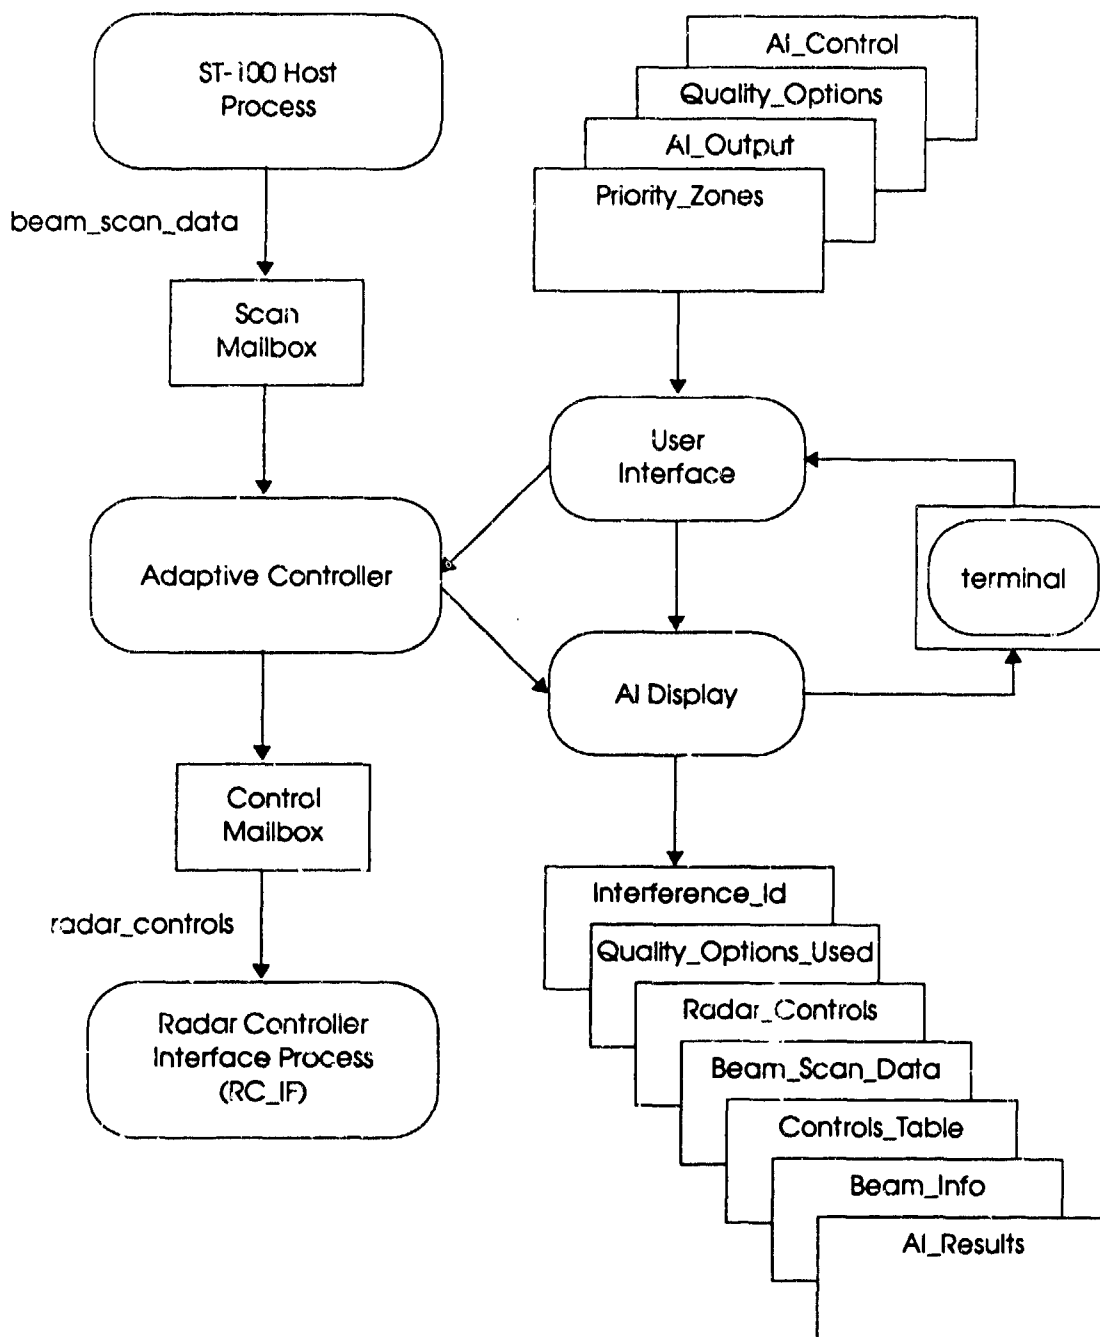 ST-100 Host
Process
beam_scan_data
Scan
Mailbox
Adaptive Controller
Control
Mailbox
radar_controls
Radar Controller
Interface Process
(RC_IF)
AI_Control
Quality_Options
AI_Output
Priority_Zones
User
Interface
terminal
AI Display
Interference_Id
Quality_Options_Used
Radar_Controls
Beam_Scan_Data
Controls_Table
Beam_Info
AI_Results